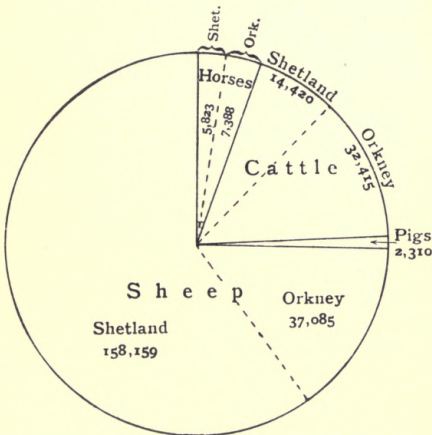 Shet.
Ork.
Horses
5,823
7,388
Shetland
14,420
Cattle
Orkney
32,415
Pigs
2,310
Sheep
Orkney
37,085
Shetland
158,159